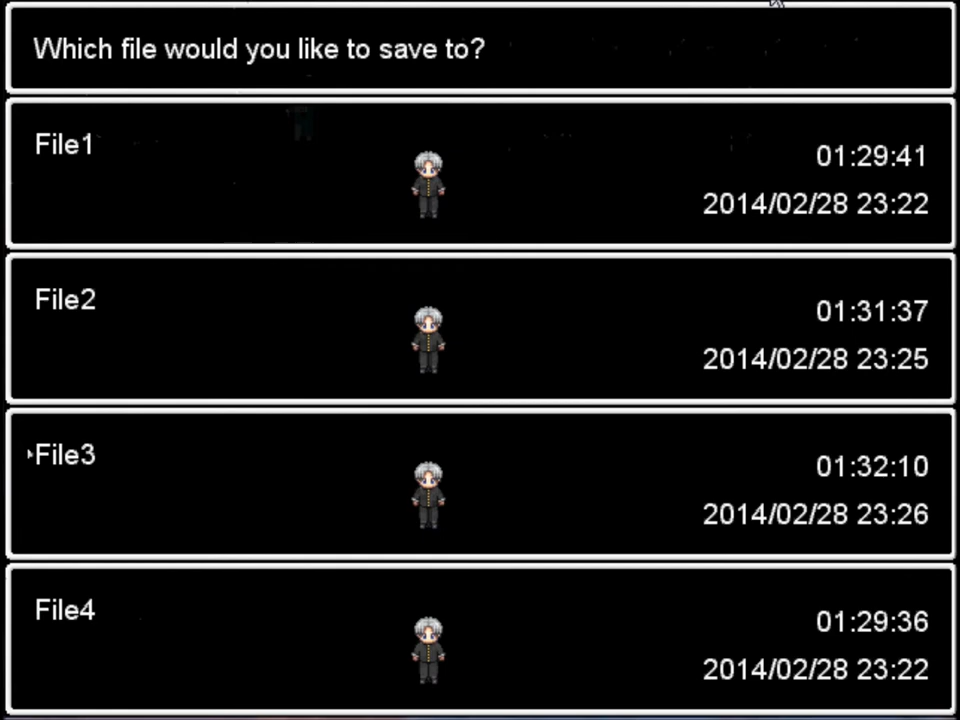 Which file would you like to save to?
File1
01:29:41
2014/02/28 23:22
File2
01:31:37
2014/02/28 23:25
File3
01:32:10
2014/02/28 23:26
File4
01:29:36
2014/02/28 23:22